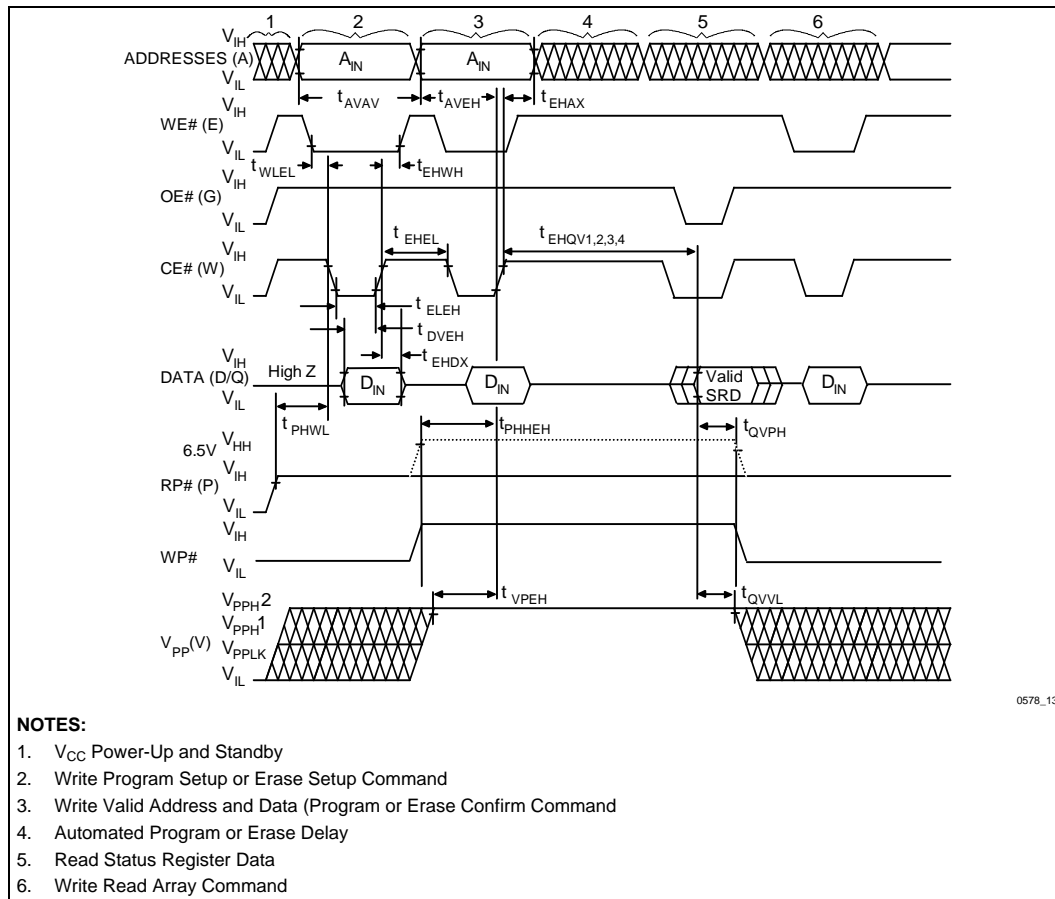 1 2 3 4 5 6
V_IH
ADDRESSES (A) A_IN A_IN
V_IL
t_AVAV t_AVEH t_EHAX
V_IH
WE# (E)
V_IL
t_WLEL t_EHWH
V_IH
OE# (G)
V_IL
t_EHEL t_EHQV1,2,3,4
V_IH
CE# (W)
V_IL
t_ELEH
t_DVEH
t_EHDX
V_IH
DATA (D/Q) High Z D_IN D_IN Valid SRD D_IN
V_IL
t_PHWL t_PHHEH t_QVPH
6.5V V_HH
V_IH
RP# (P)
V_IL
V_IH
WP#
V_IL
t_VPEH t_QVVL
V_PPH 2
V_PPH 1
V_PP (V) V_PPLK
V_IL
0578_13
NOTES:
1. V_CC Power-Up and Standby
2. Write Program Setup or Erase Setup Command
3. Write Valid Address and Data (Program or Erase Confirm Command
4. Automated Program or Erase Delay
5. Read Status Register Data
6. Write Read Array Command